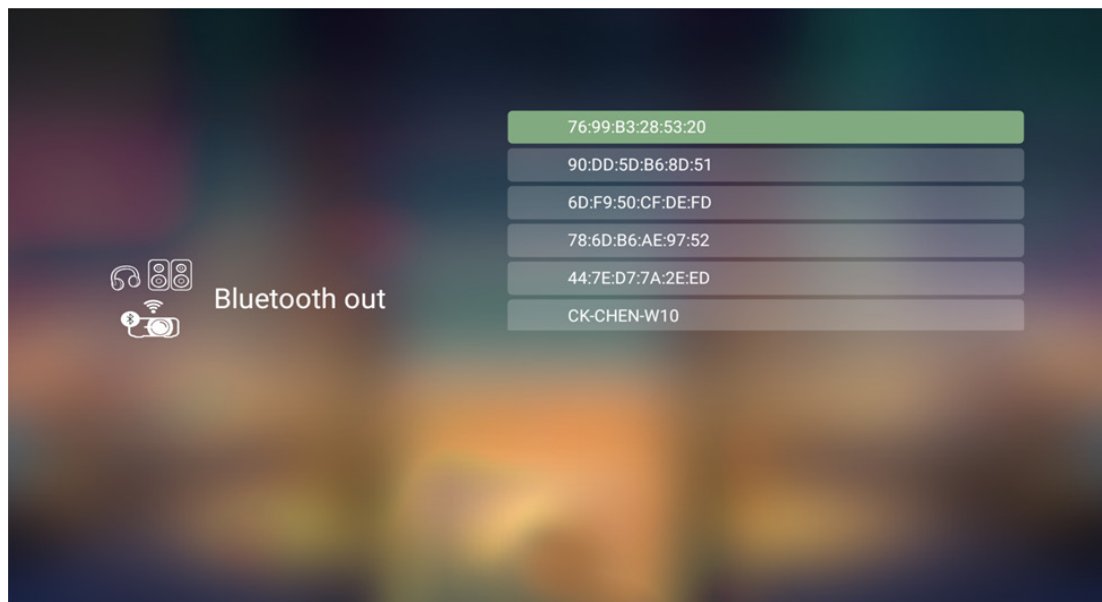 Bluetooth out
76:99:B3:28:53:20
90:DD:5D:B6:8D:51
6D:F9:50:CF:DE:FD
78:6D:B6:AE:97:52
44:7E:D7:7A:2E:ED
CK-CHEN-W10